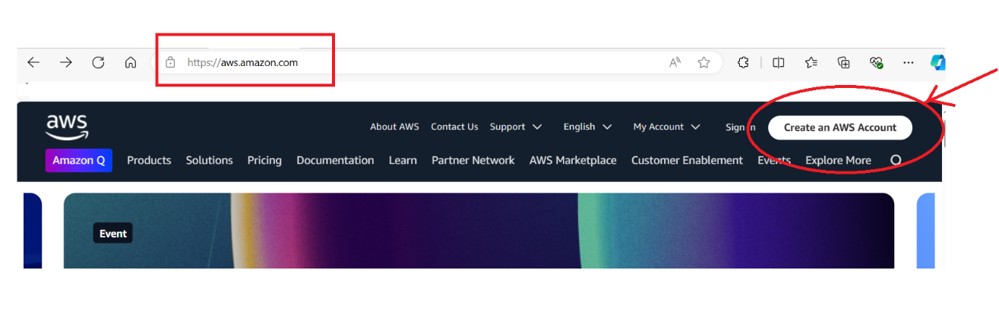 https://aws.amazon.com
aws
About AWS Contact Us Support English My Account Sign in Create an AWS Account
Amazon Q Products Solutions Pricing Documentation Learn Partner Network AWS Marketplace Customer Enablement Events Explore More
Event